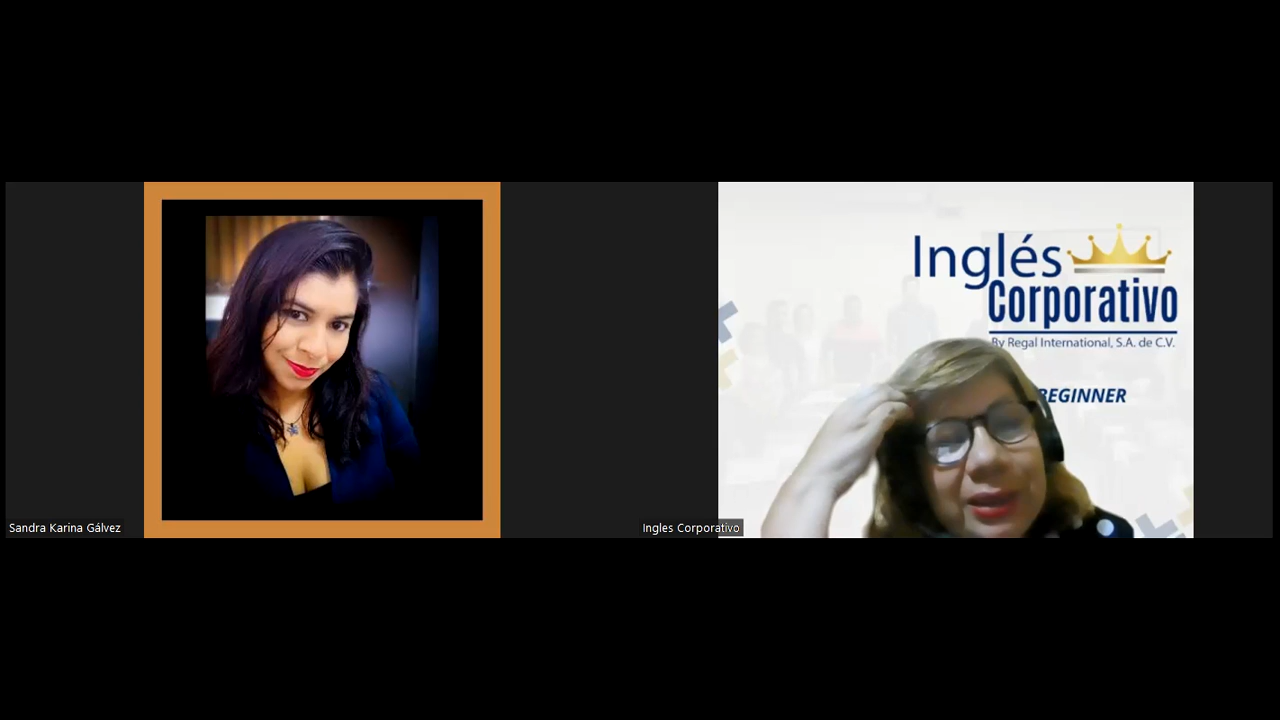 Inglés
Corporativo
By Regal International, S.A. de C.V.
BEGINNER
Sandra Karina Gálvez
Ingles Corporativo